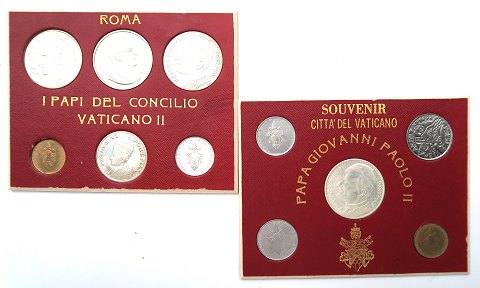 ROMA
I PAPI DEL CONCILIO
VATICANO II
SOUVENIR
CITTA' DEL VATICANO
PAPA GIOVANNI PAOLO II